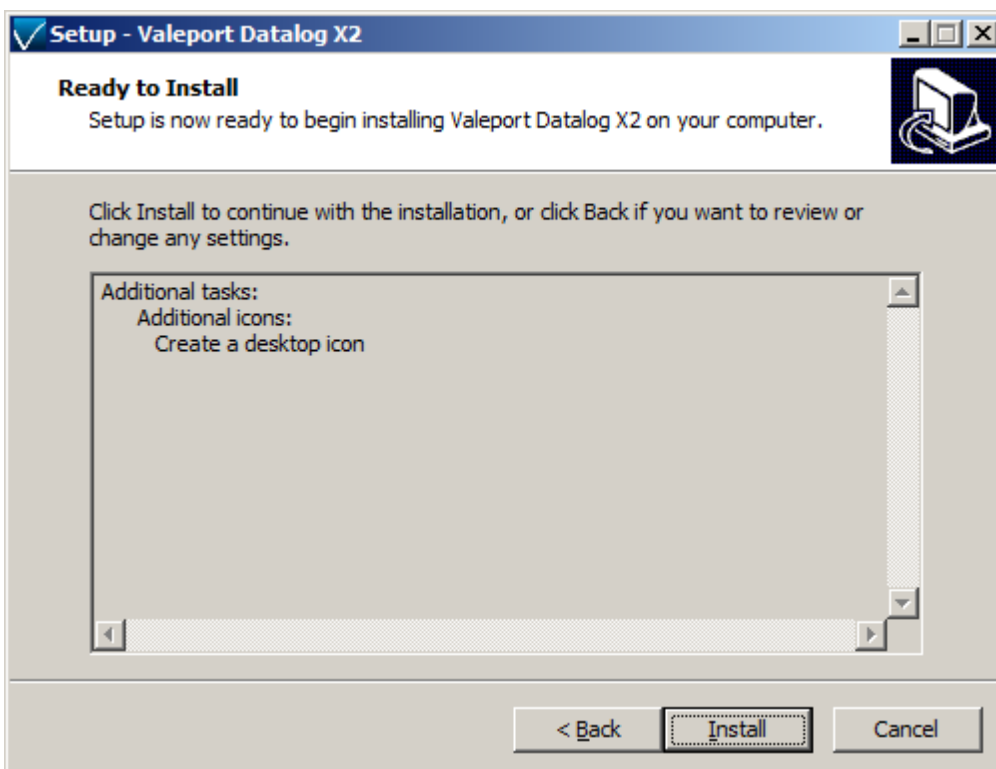 Setup - Valeport Datalog X2
Ready to Install
Setup is now ready to begin installing Valeport Datalog X2 on your computer.
Click Install to continue with the installation, or click Back if you want to review or
change any settings.
Additional tasks:
Additional icons:
Create a desktop icon
< Back
Install
Cancel